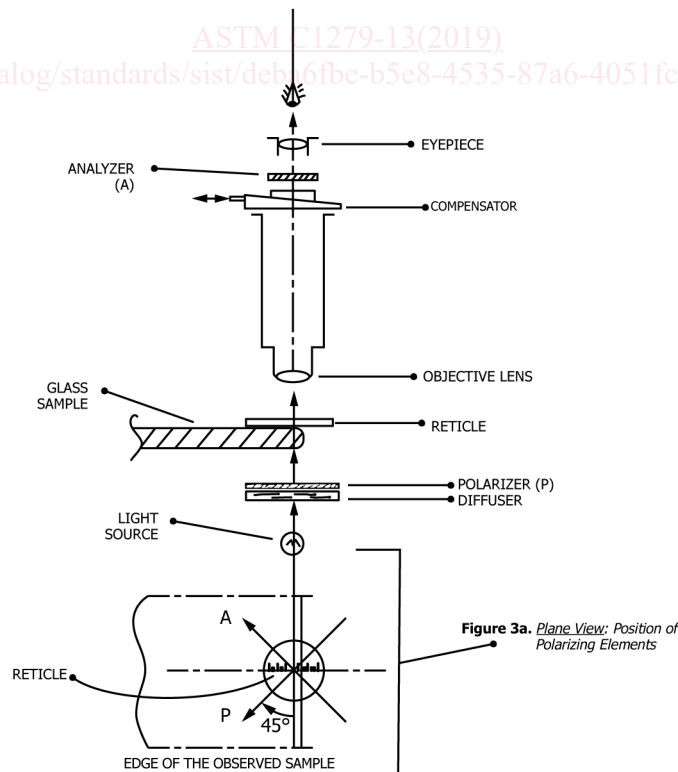 ASTM C1279-13(2019)
alog/standards/sist/deba6fbe-b5e8-4535-87a6-4051fc
EYEPIECE
ANALYZER
(A)
COMPENSATOR
OBJECTIVE LENS
GLASS
SAMPLE
RETICLE
POLARIZER (P)
DIFFUSER
LIGHT
SOURCE
A
Figure 3a. Plane View: Position of
Polarizing Elements
RETICLE
P
45°
EDGE OF THE OBSERVED SAMPLE